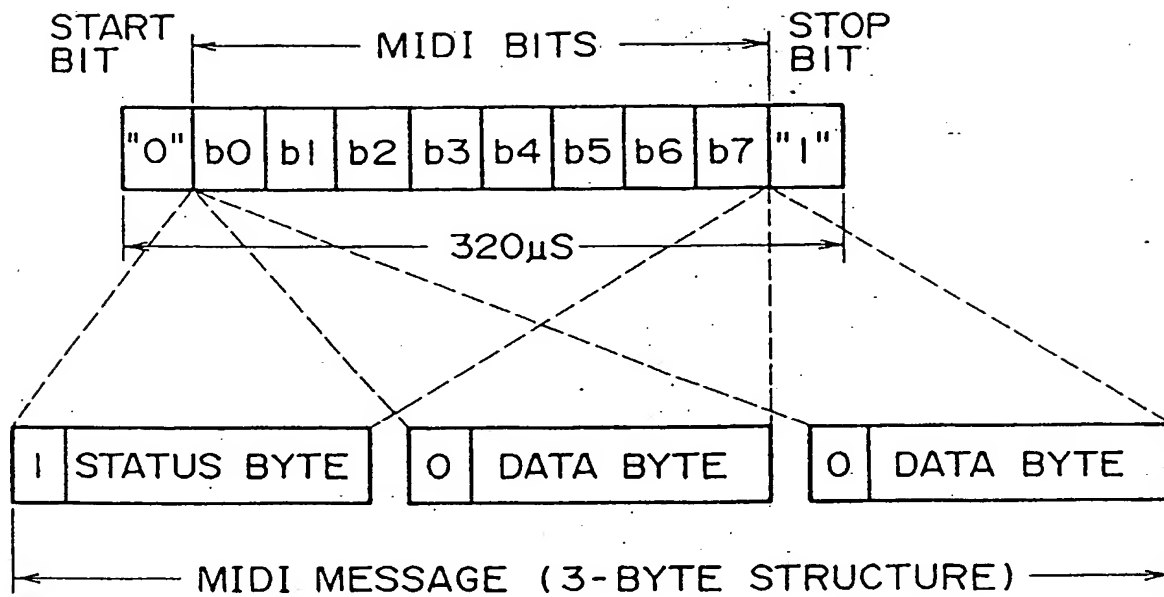 START BIT
MIDI BITS
STOP BIT
"0" b0 b1 b2 b3 b4 b5 b6 b7 "1"
320μS
1 STATUS BYTE 0 DATA BYTE 0 DATA BYTE
MIDI MESSAGE (3-BYTE STRUCTURE)